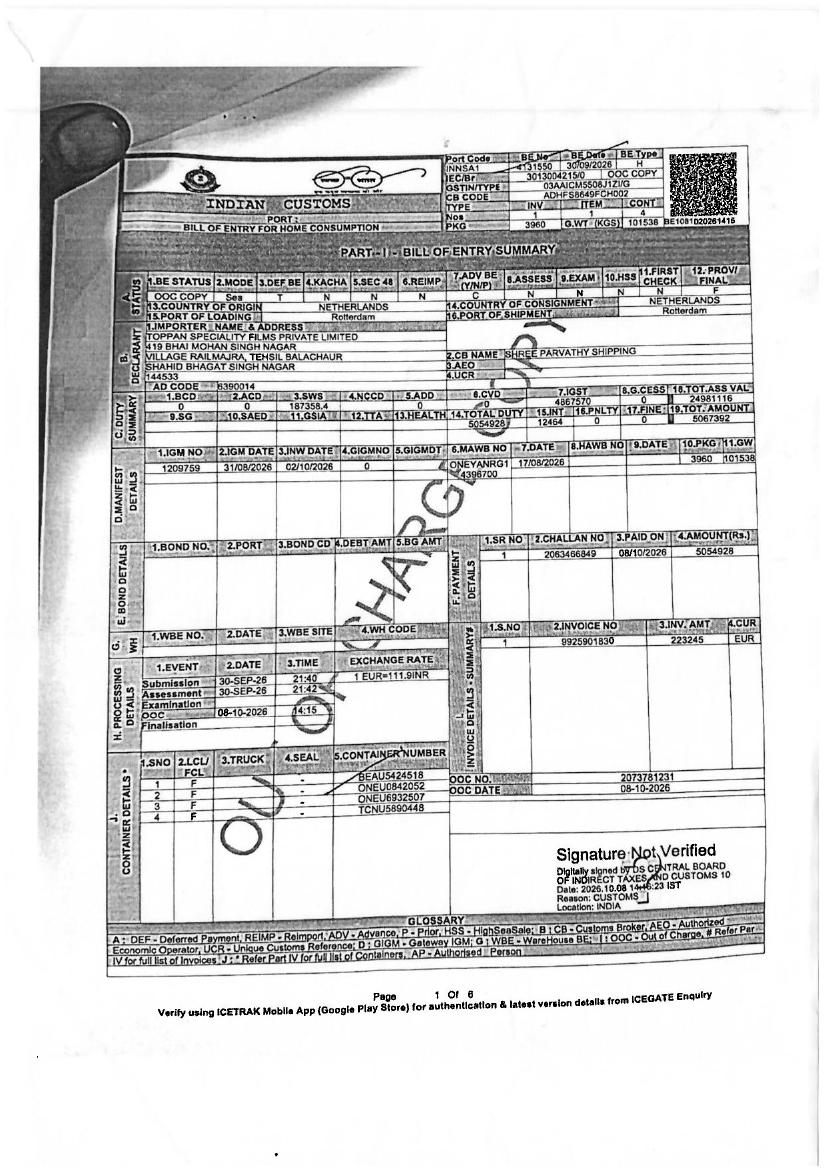 INDIAN CUSTOMS
PORT :
BILL OF ENTRY FOR HOME CONSUMPTION
Port Code BE No BE Date BE Type
INNSA1 4131550 30/09/2026 H
IEC/Br 3013004215/0 OOC COPY
GSTIN/TYPE 03AAICM5508J1ZI/G
CB CODE ADHFS8649FCH002
TYPE INV ITEM CONT
Nos 1 1 4
PKG 3960 G.WT (KGS) 101538
BE1081020261415
PART - I - BILL OF ENTRY SUMMARY
A. STATUS
1.BE STATUS 2.MODE 3.DEF BE 4.KACHA 5.SEC 48 6.REIMP 7.ADV BE (Y/N/P) 8.ASSESS 9.EXAM 10.HSS 11.FIRST CHECK 12. PROV/ FINAL
OOC COPY Sea T N N N C N N N N F
13.COUNTRY OF ORIGIN NETHERLANDS 14.COUNTRY OF CONSIGNMENT NETHERLANDS
15.PORT OF LOADING Rotterdam 16.PORT OF SHIPMENT Rotterdam
B. DECLARANT
1.IMPORTER NAME & ADDRESS
TOPPAN SPECIALITY FILMS PRIVATE LIMITED
419 BHAI MOHAN SINGH NAGAR
VILLAGE RAILMAJRA, TEHSIL BALACHAUR
SHAHID BHAGAT SINGH NAGAR
144533
AD CODE 6390014
2.CB NAME SHREE PARVATHY SHIPPING
3.AEO
4.UCR
C. DUTY SUMMARY
1.BCD 2.ACD 3.SWS 4.NCCD 5.ADD 6.CVD 7.IGST 8.G.CESS 18.TOT.ASS VAL
0 0 187358.4 0 0 0 4867570 0 24981116
9.SG 10.SAED 11.GSIA 12.TTA 13.HEALTH 14.TOTAL DUTY 15.INT 16.PNLTY 17.FINE 19.TOT. AMOUNT
5054928 12464 0 0 5067392
D.MANIFEST DETAILS
1.IGM NO 2.IGM DATE 3.INW DATE 4.GIGMNO 5.GIGMDT 6.MAWB NO 7.DATE 8.HAWB NO 9.DATE 10.PKG 11.GW
1209759 31/08/2026 02/10/2026 0 ONEYANRG1 17/08/2026 3960 101538
4396700
E. BOND DETAILS
1.BOND NO. 2.PORT 3.BOND CD 4.DEBT AMT 5.BG AMT
F. PAYMENT DETAILS
1.SR NO 2.CHALLAN NO 3.PAID ON 4.AMOUNT(Rs.)
1 2063466849 08/10/2026 5054928
G. WH
1.WBE NO. 2.DATE 3.WBE SITE 4.WH CODE
H. PROCESSING DETAILS
1.EVENT 2.DATE 3.TIME EXCHANGE RATE
Submission 30-SEP-26 21:40 1 EUR=111.9INR
Assessment 30-SEP-26 21:42
Examination
OOC 08-10-2026 14:15
Finalisation
I. INVOICE DETAILS - SUMMARY#
1.S.NO 2.INVOICE NO 3.INV. AMT 4.CUR
1 9925901830 223245 EUR
J. CONTAINER DETAILS *
1.SNO 2.LCL/ FCL 3.TRUCK 4.SEAL 5.CONTAINER NUMBER
1 F - BEAU5424518
2 F - ONEU0842052
3 F - ONEU6932507
4 F - TCNU5890448
OOC NO. 2073781231
OOC DATE 08-10-2026
OUT OF CHARGE COPY
Signature Not Verified
Digitally signed by DS CENTRAL BOARD
OF INDIRECT TAXES AND CUSTOMS 10
Date: 2026.10.08 14:46:23 IST
Reason: CUSTOMS
Location: INDIA
GLOSSARY
A : DEF - Deferred Payment, REIMP - Reimport, ADV - Advance, P - Prior, HSS - HighSeaSale; B : CB - Customs Broker, AEO - Authorized
Economic Operator, UCR - Unique Customs Reference; D : GIGM - Gateway IGM; G : WBE - WareHouse BE; I : OOC - Out of Charge, # Refer Part
IV for full list of Invoices J : * Refer Part IV for full list of Containers, AP - Authorised Person
Page 1 Of 6
Verify using ICETRAK Mobile App (Google Play Store) for authentication & latest version details from ICEGATE Enquiry